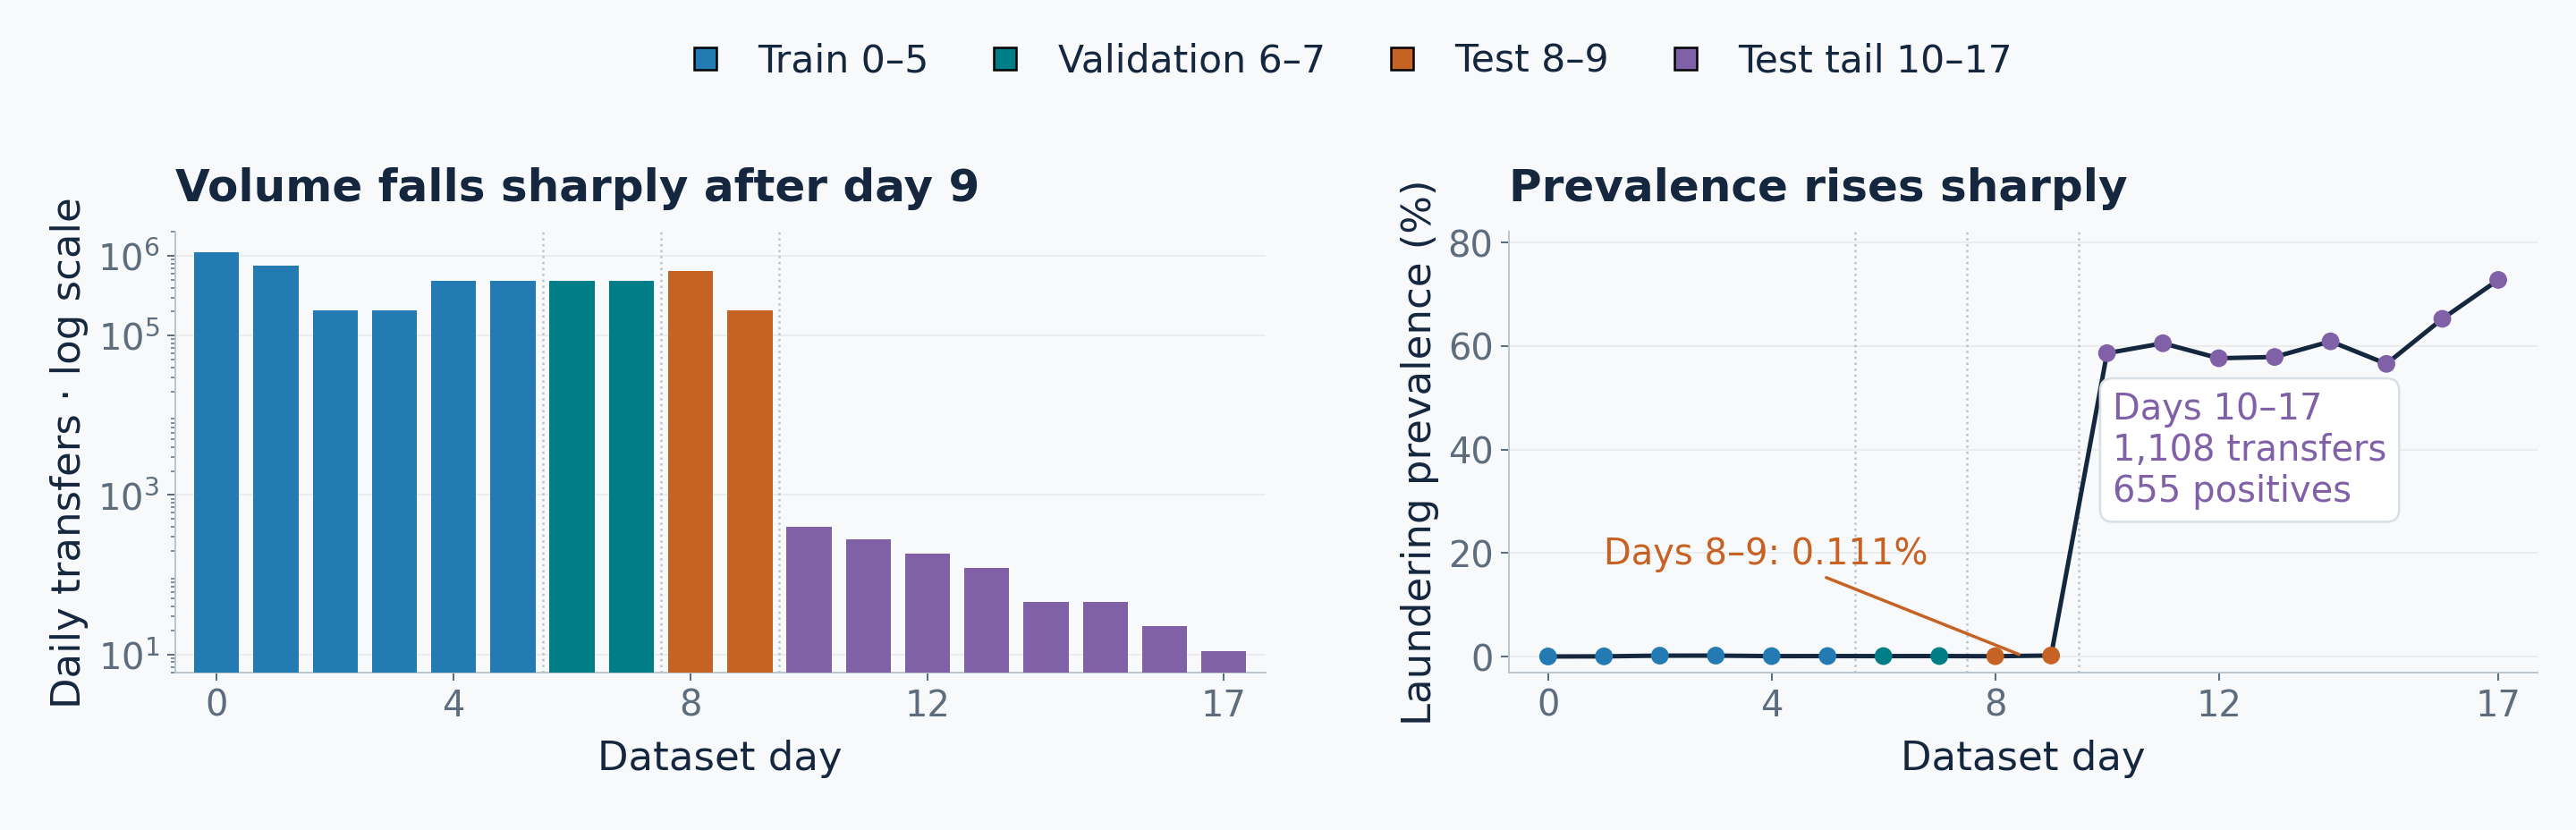 Train 0–5
Validation 6–7
Test 8–9
Test tail 10–17
Volume falls sharply after day 9
Daily transfers · log scale
10⁶
10⁵
10³
10¹
0
4
8
12
17
Dataset day
Prevalence rises sharply
Laundering prevalence (%)
80
60
40
20
0
Days 10–17
1,108 transfers
655 positives
Days 8–9: 0.111%
0
4
8
12
17
Dataset day